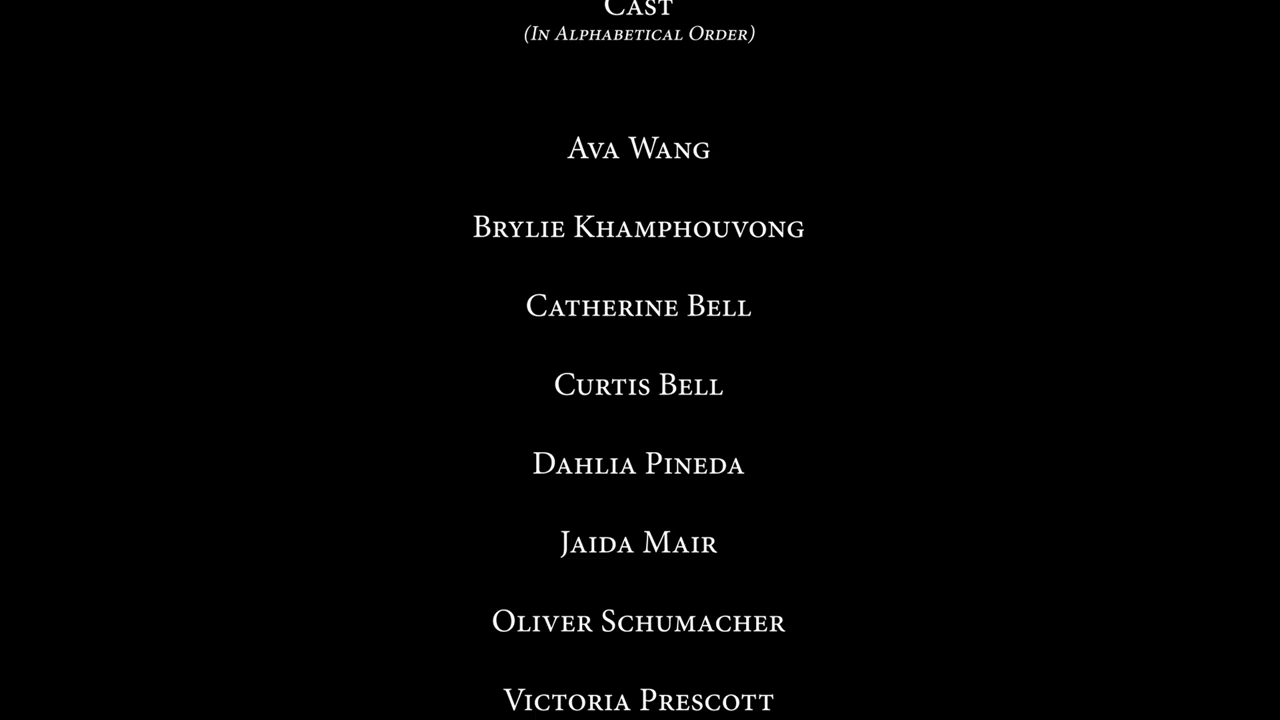 Cast
(In Alphabetical Order)
Ava Wang
Brylie Khamphouvong
Catherine Bell
Curtis Bell
Dahlia Pineda
Jaida Mair
Oliver Schumacher
Victoria Prescott